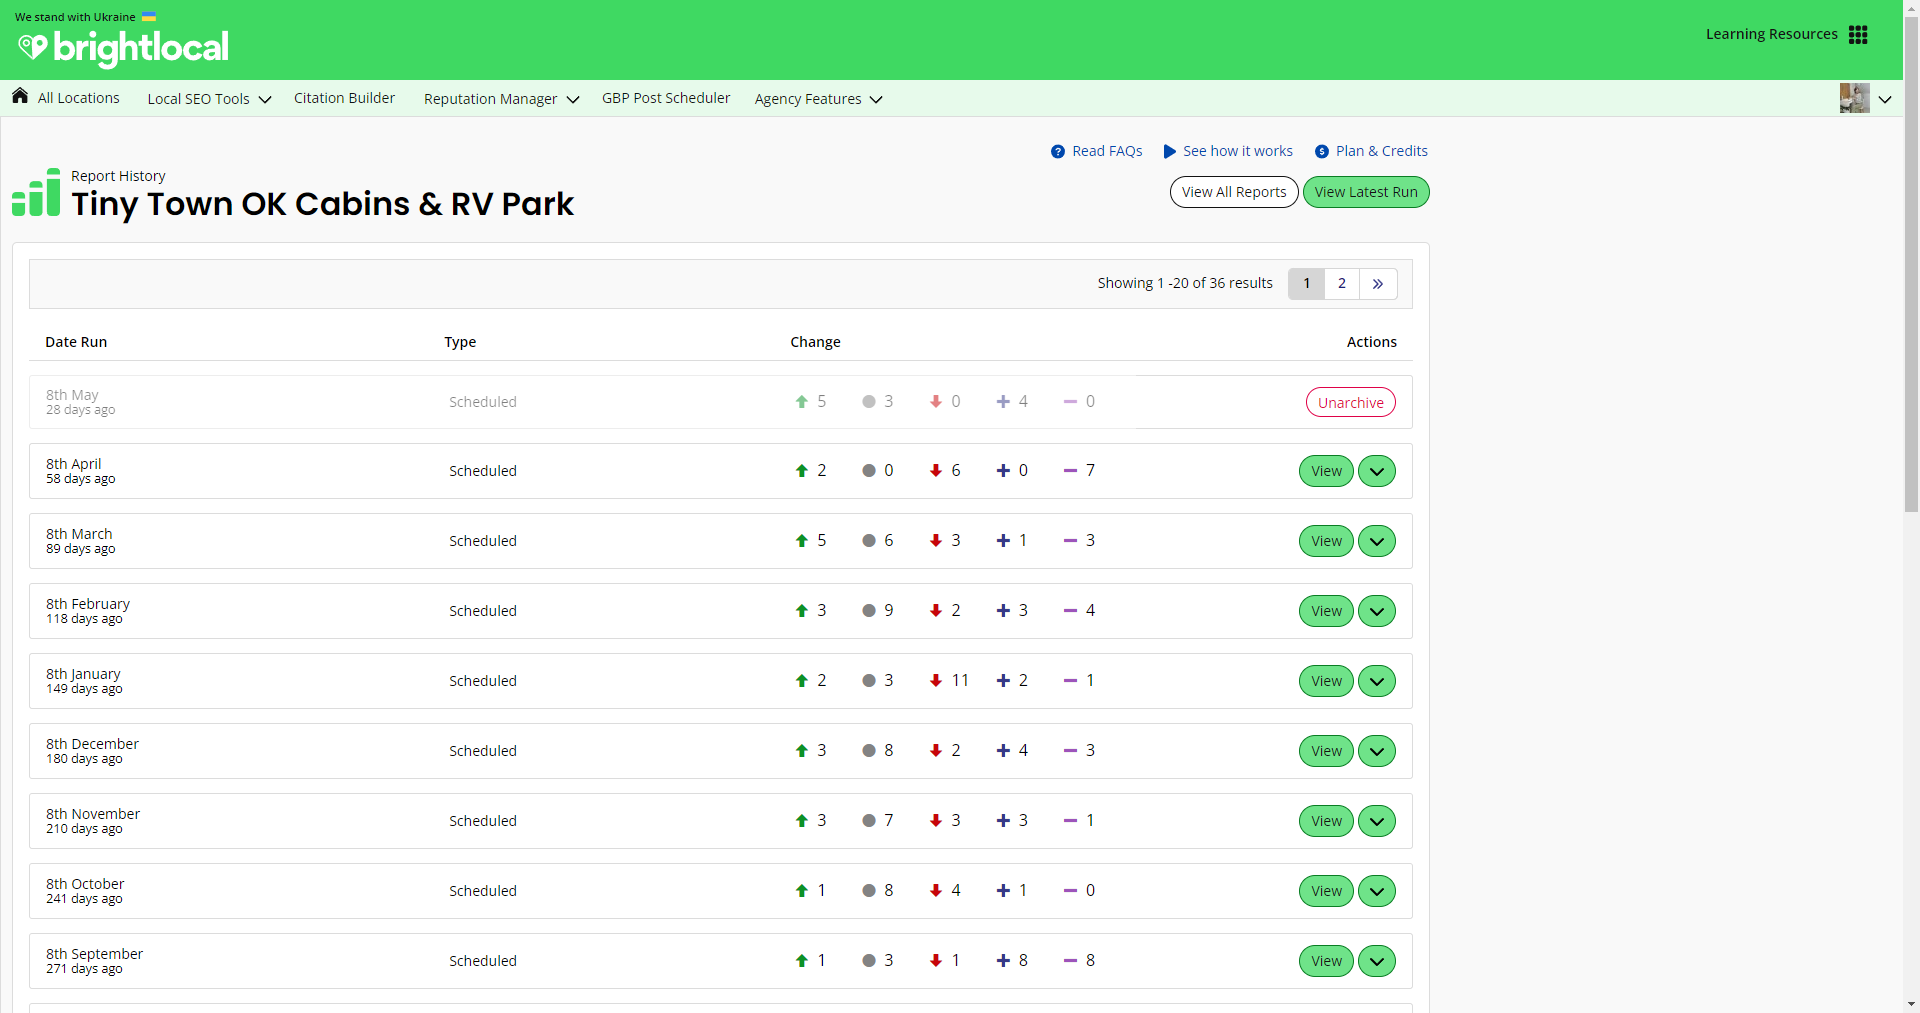 We stand with Ukraine
brightlocal
Learning Resources
All Locations Local SEO Tools Citation Builder Reputation Manager GBP Post Scheduler Agency Features
Read FAQs See how it works Plan & Credits
Report History
Tiny Town OK Cabins & RV Park
View All Reports View Latest Run
Showing 1 -20 of 36 results 1 2 »
Date Run Type Change Actions
8th May
28 days ago
Scheduled 5 3 0 4 0 Unarchive
8th April
58 days ago
Scheduled 2 0 6 0 7 View
8th March
89 days ago
Scheduled 5 6 3 1 3 View
8th February
118 days ago
Scheduled 3 9 2 3 4 View
8th January
149 days ago
Scheduled 2 3 11 2 1 View
8th December
180 days ago
Scheduled 3 8 2 4 3 View
8th November
210 days ago
Scheduled 3 7 3 3 1 View
8th October
241 days ago
Scheduled 1 8 4 1 0 View
8th September
271 days ago
Scheduled 1 3 1 8 8 View